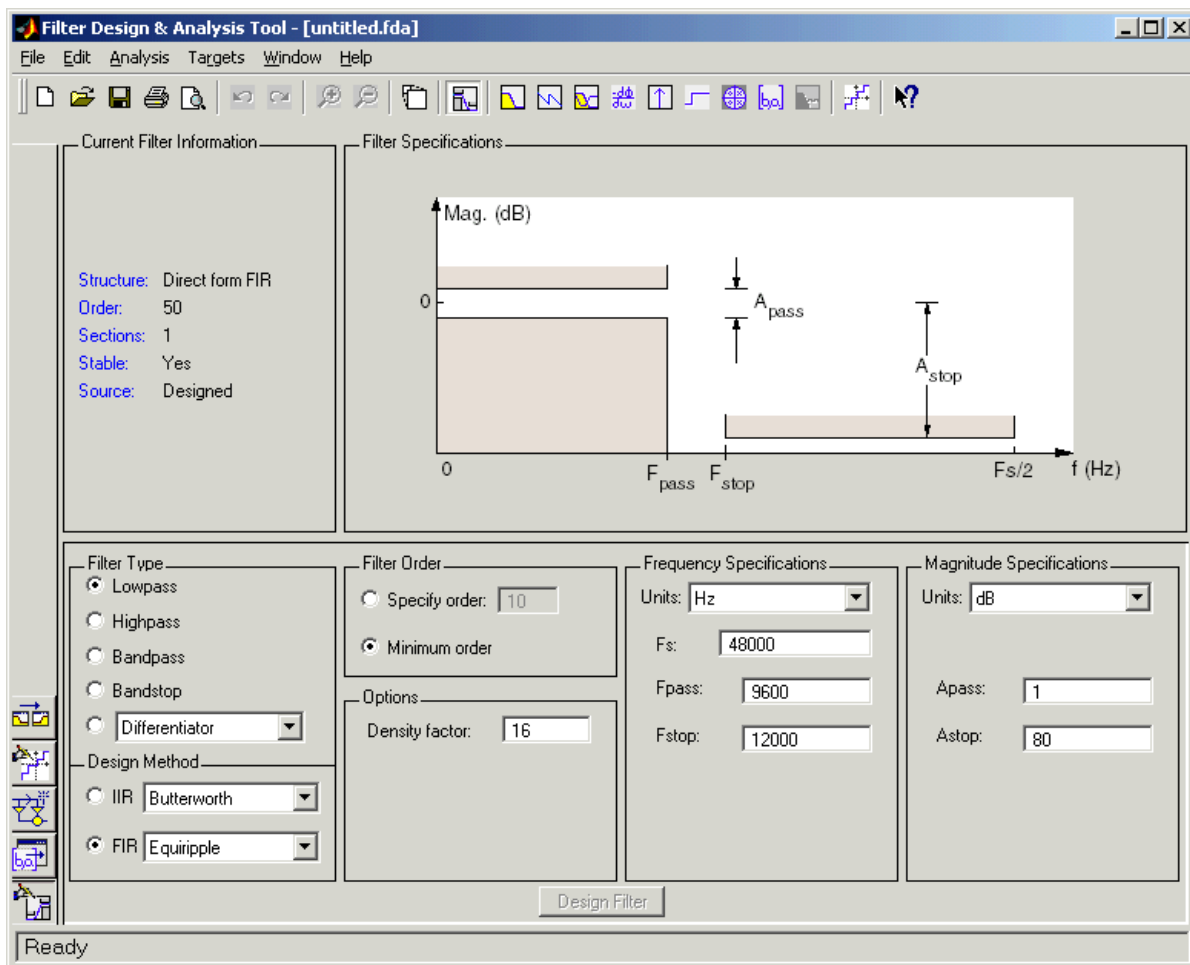 Filter Design & Analysis Tool - [untitled.fda]
File Edit Analysis Targets Window Help
Current Filter Information
Structure: Direct form FIR
Order: 50
Sections: 1
Stable: Yes
Source: Designed
Filter Specifications
Mag. (dB)
0
Apass
Astop
0
Fpass
Fstop
Fs/2
f (Hz)
Filter Type
Lowpass
Highpass
Bandpass
Bandstop
Differentiator
Design Method
IIR Butterworth
FIR Equiripple
Filter Order
Specify order: 10
Minimum order
Options
Density factor: 16
Frequency Specifications
Units: Hz
Fs: 48000
Fpass: 9600
Fstop: 12000
Magnitude Specifications
Units: dB
Apass: 1
Astop: 80
Design Filter
Ready